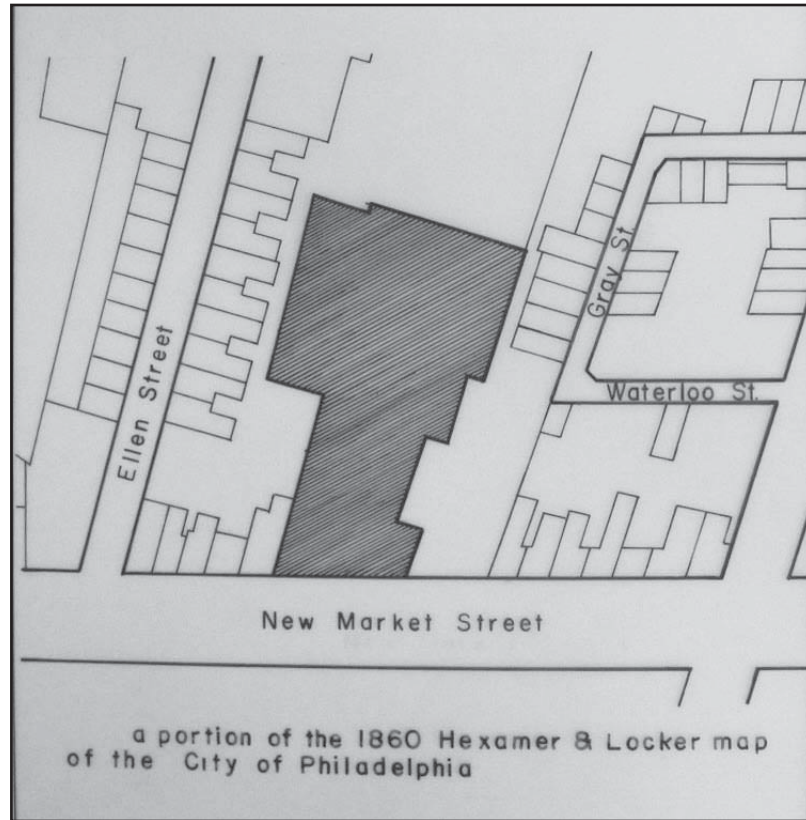 Gray St.
Waterloo St.
Ellen Street
New Market Street
a portion of the 1860 Hexamer & Locker map
of the City of Philadelphia